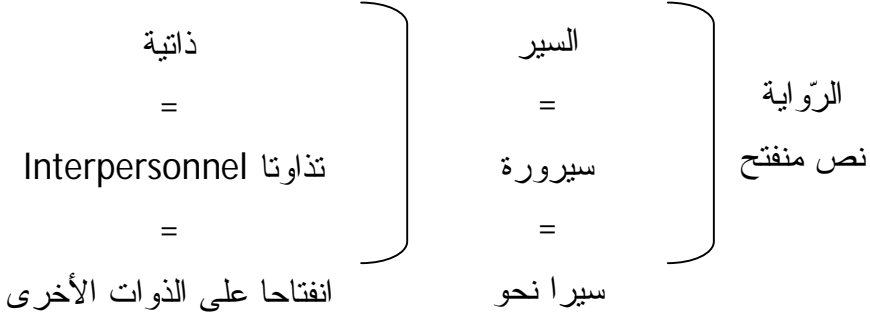 الرّواية
نص منفتح
السير
=
سيرورة
=
سيرا نحو
ذاتية
=
تذاوتا Interpersonnel
=
انفتاحا على الذوات الأخرى